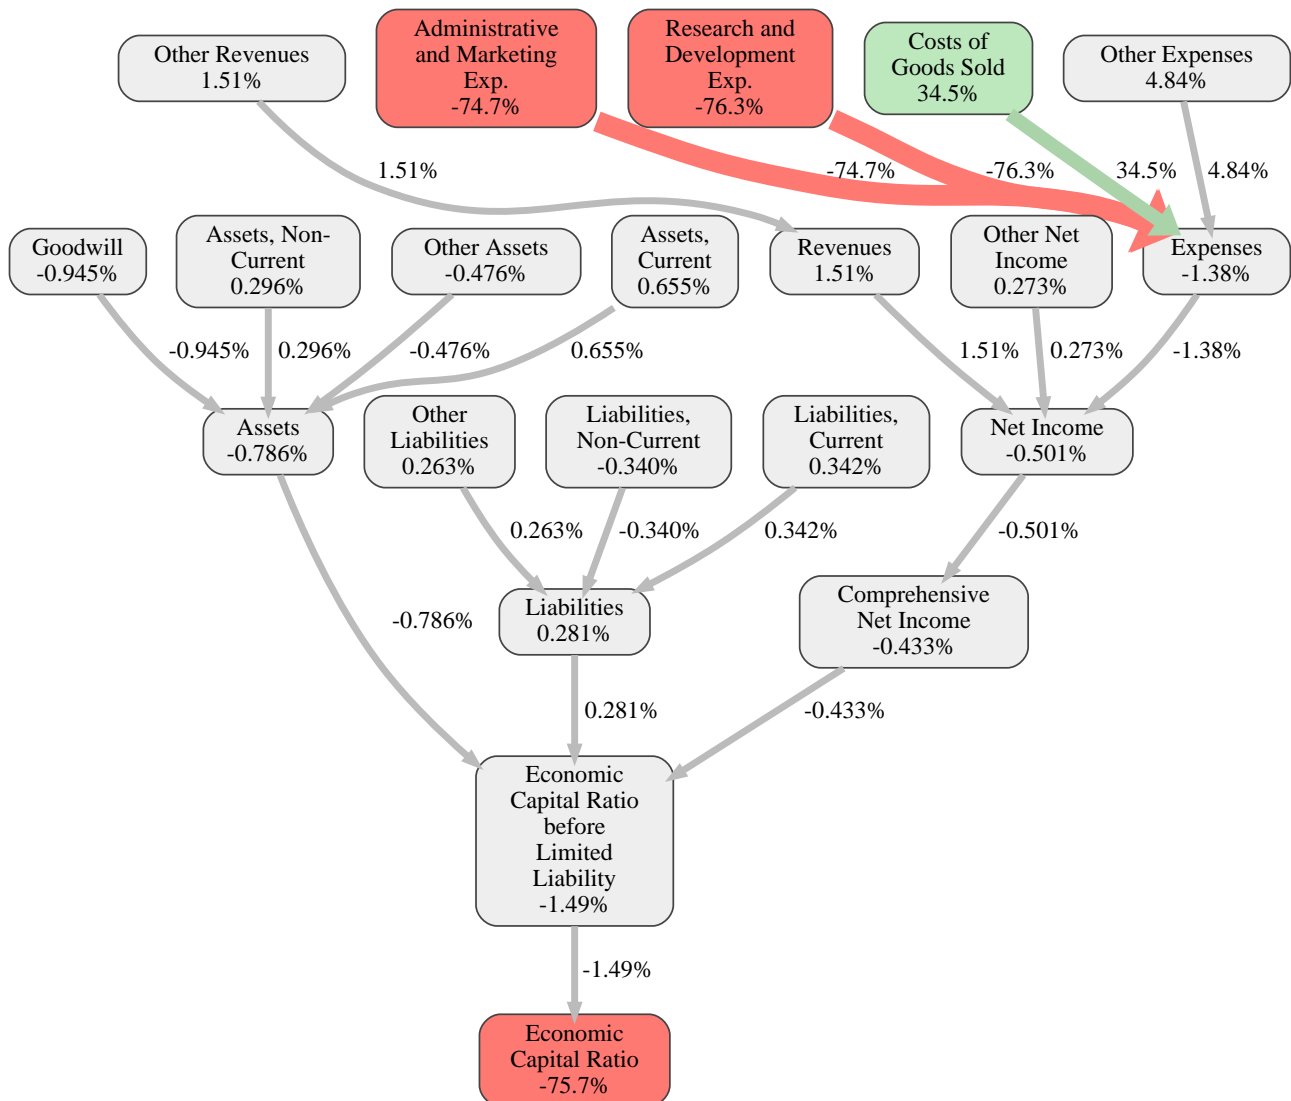 Other Revenues
1.51%
Administrative
and Marketing
Exp.
-74.7%
Research and
Development
Exp.
-76.3%
Costs of
Goods Sold
34.5%
Other Expenses
4.84%
1.51%
-74.7%
-76.3%
34.5%
4.84%
Goodwill
-0.945%
Assets, Non-
Current
0.296%
Other Assets
-0.476%
Assets,
Current
0.655%
Revenues
1.51%
Other Net
Income
0.273%
Expenses
-1.38%
-0.945%
0.296%
-0.476%
0.655%
1.51%
0.273%
-1.38%
Assets
-0.786%
Other
Liabilities
0.263%
Liabilities,
Non-Current
-0.340%
Liabilities,
Current
0.342%
Net Income
-0.501%
0.263%
-0.340%
0.342%
-0.501%
-0.786%
Liabilities
0.281%
Comprehensive
Net Income
-0.433%
0.281%
-0.433%
Economic
Capital Ratio
before
Limited
Liability
-1.49%
-1.49%
Economic
Capital Ratio
-75.7%